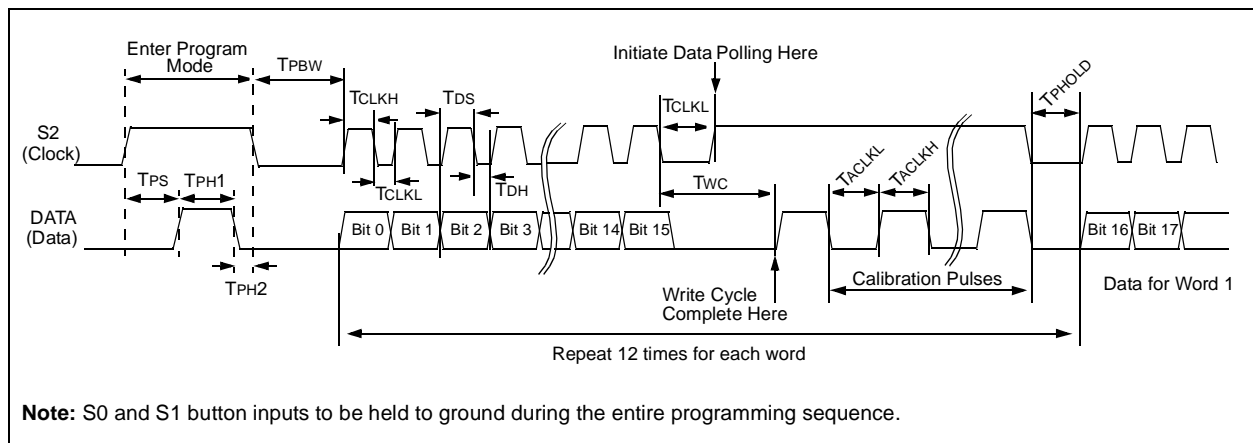 Enter Program
Mode
TPBW
Initiate Data Polling Here
TPHOLD
TCLKH
TDS
TCLKL
S2
(Clock)
TPS
TPH1
TCLKL
TDH
TWC
TACLKL
TACLKH
DATA
(Data)
Bit 0
Bit 1
Bit 2
Bit 3
Bit 14
Bit 15
Bit 16
Bit 17
TPH2
Calibration Pulses
Data for Word 1
Write Cycle
Complete Here
Repeat 12 times for each word
Note: S0 and S1 button inputs to be held to ground during the entire programming sequence.